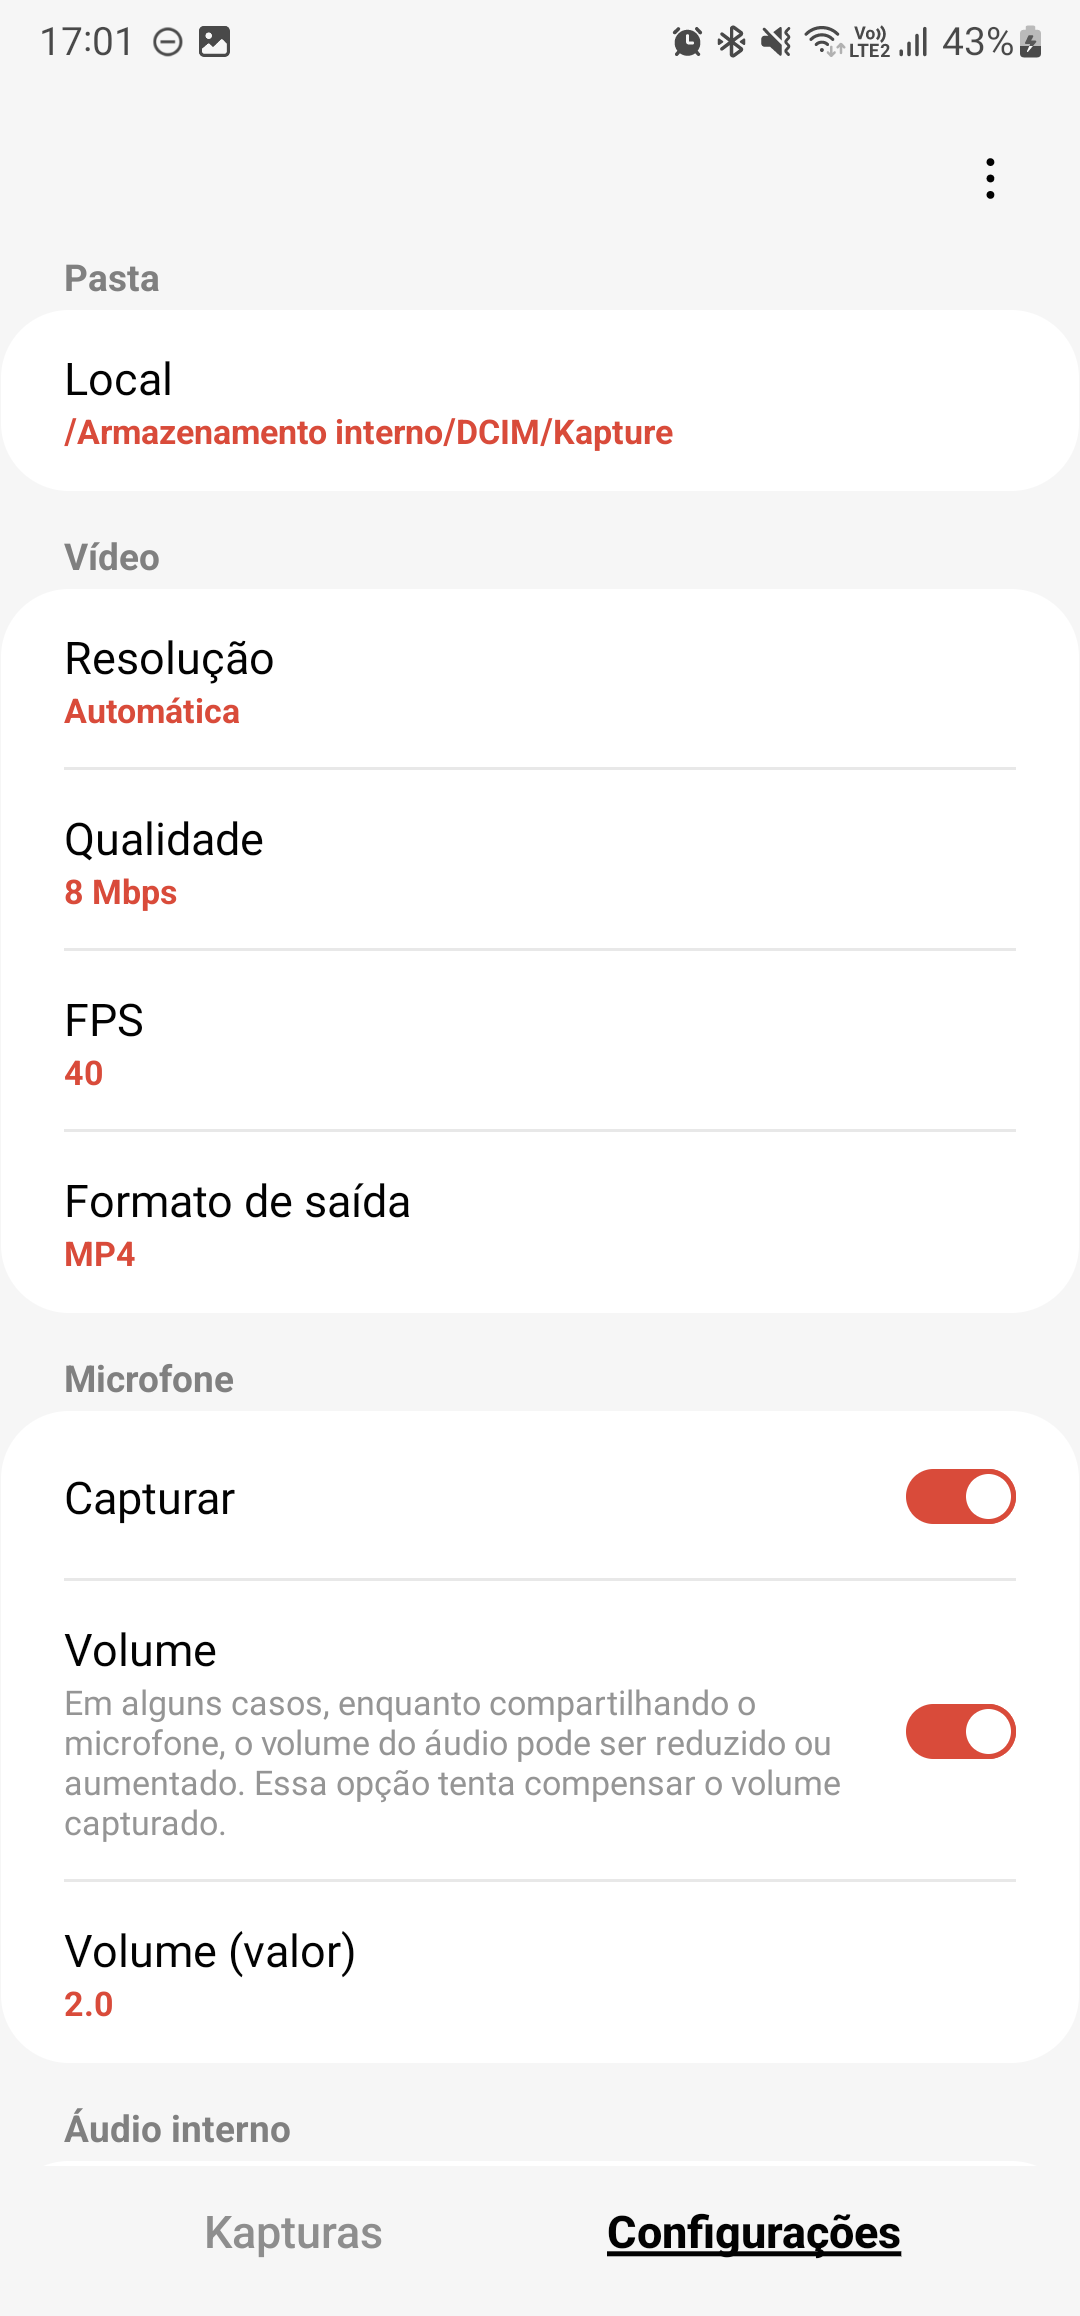 17:01
Vo))
LTE2
43%
Pasta
Local
/Armazenamento interno/DCIM/Kapture
Vídeo
Resolução
Automática
Qualidade
8 Mbps
FPS
40
Formato de saída
MP4
Microfone
Capturar
Volume
Em alguns casos, enquanto compartilhando o
microfone, o volume do áudio pode ser reduzido ou
aumentado. Essa opção tenta compensar o volume
capturado.
Volume (valor)
2.0
Áudio interno
Kapturas
Configurações